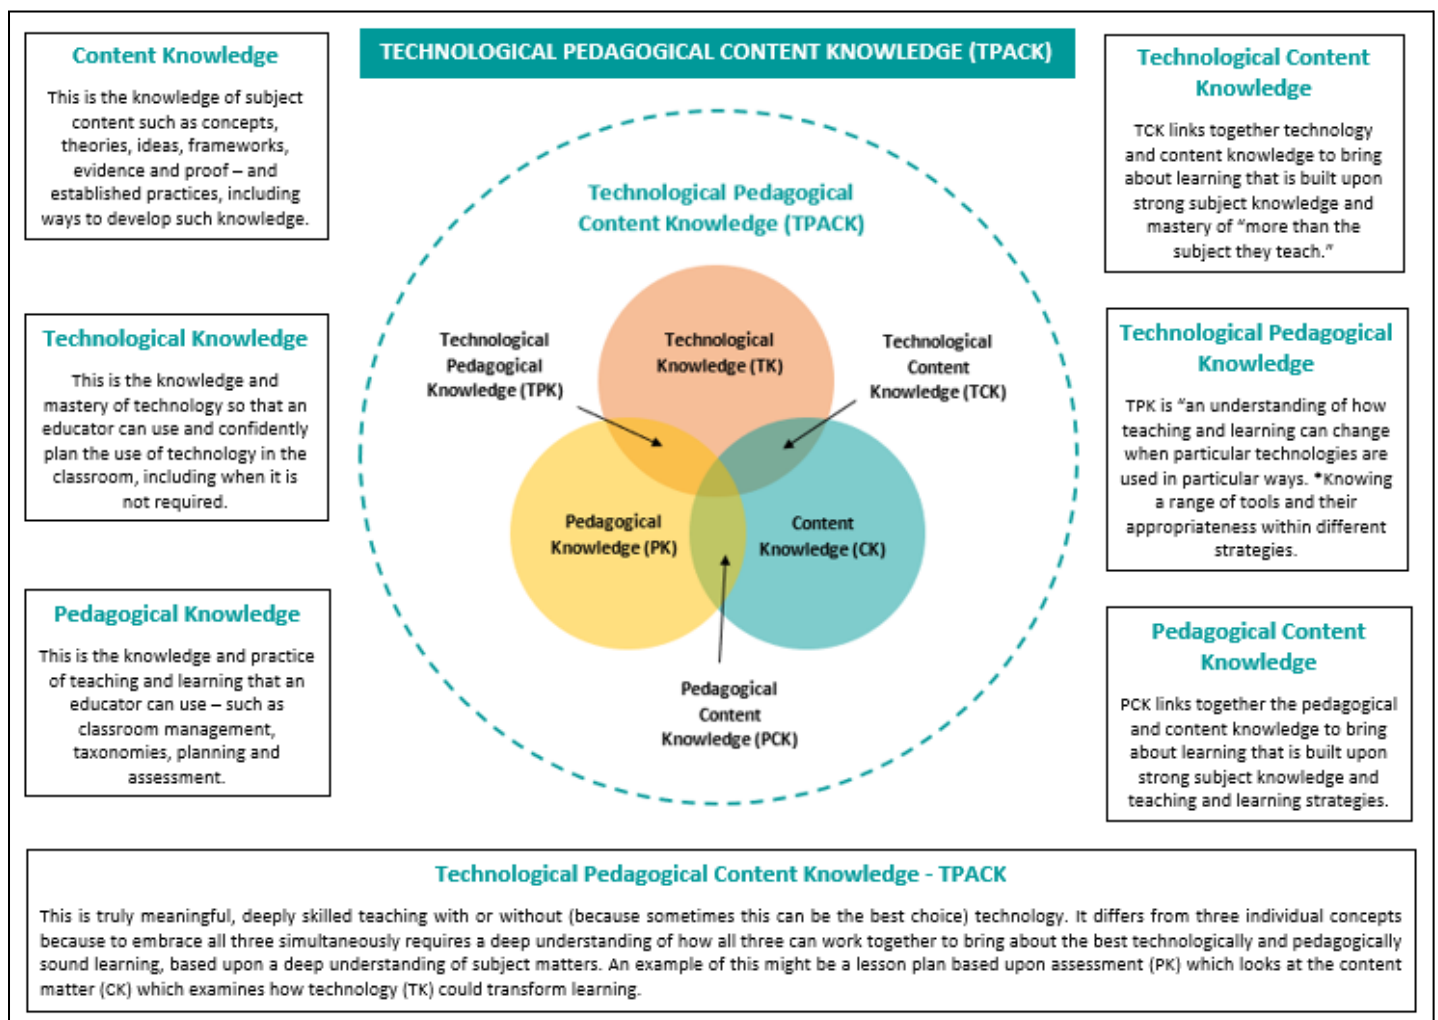 TECHNOLOGICAL PEDAGOGICAL CONTENT KNOWLEDGE (TPACK)
Content Knowledge
This is the knowledge of subject
content such as concepts,
theories, ideas, frameworks,
evidence and proof – and
established practices, including
ways to develop such knowledge.
Technological Knowledge
This is the knowledge and
mastery of technology so that an
educator can use and confidently
plan the use of technology in the
classroom, including when it is
not required.
Pedagogical Knowledge
This is the knowledge and practice
of teaching and learning that an
educator can use – such as
classroom management,
taxonomies, planning and
assessment.
Technological Pedagogical
Content Knowledge (TPACK)
Technological
Pedagogical
Knowledge (TPK)
Technological
Knowledge (TK)
Technological
Content
Knowledge (TCK)
Pedagogical
Knowledge (PK)
Content
Knowledge (CK)
Pedagogical
Content
Knowledge (PCK)
Technological Content
Knowledge
TCK links together technology
and content knowledge to bring
about learning that is built upon
strong subject knowledge and
mastery of “more than the
subject they teach.”
Technological Pedagogical
Knowledge
TPK is “an understanding of how
teaching and learning can change
when particular technologies are
used in particular ways. *Knowing
a range of tools and their
appropriateness within different
strategies.
Pedagogical Content
Knowledge
PCK links together the pedagogical
and content knowledge to bring
about learning that is built upon
strong subject knowledge and
teaching and learning strategies.
Technological Pedagogical Content Knowledge - TPACK
This is truly meaningful, deeply skilled teaching with or without (because sometimes this can be the best choice) technology. It differs from three individual concepts
because to embrace all three simultaneously requires a deep understanding of how all three can work together to bring about the best technologically and pedagogically
sound learning, based upon a deep understanding of subject matters. An example of this might be a lesson plan based upon assessment (PK) which looks at the content
matter (CK) which examines how technology (TK) could transform learning.